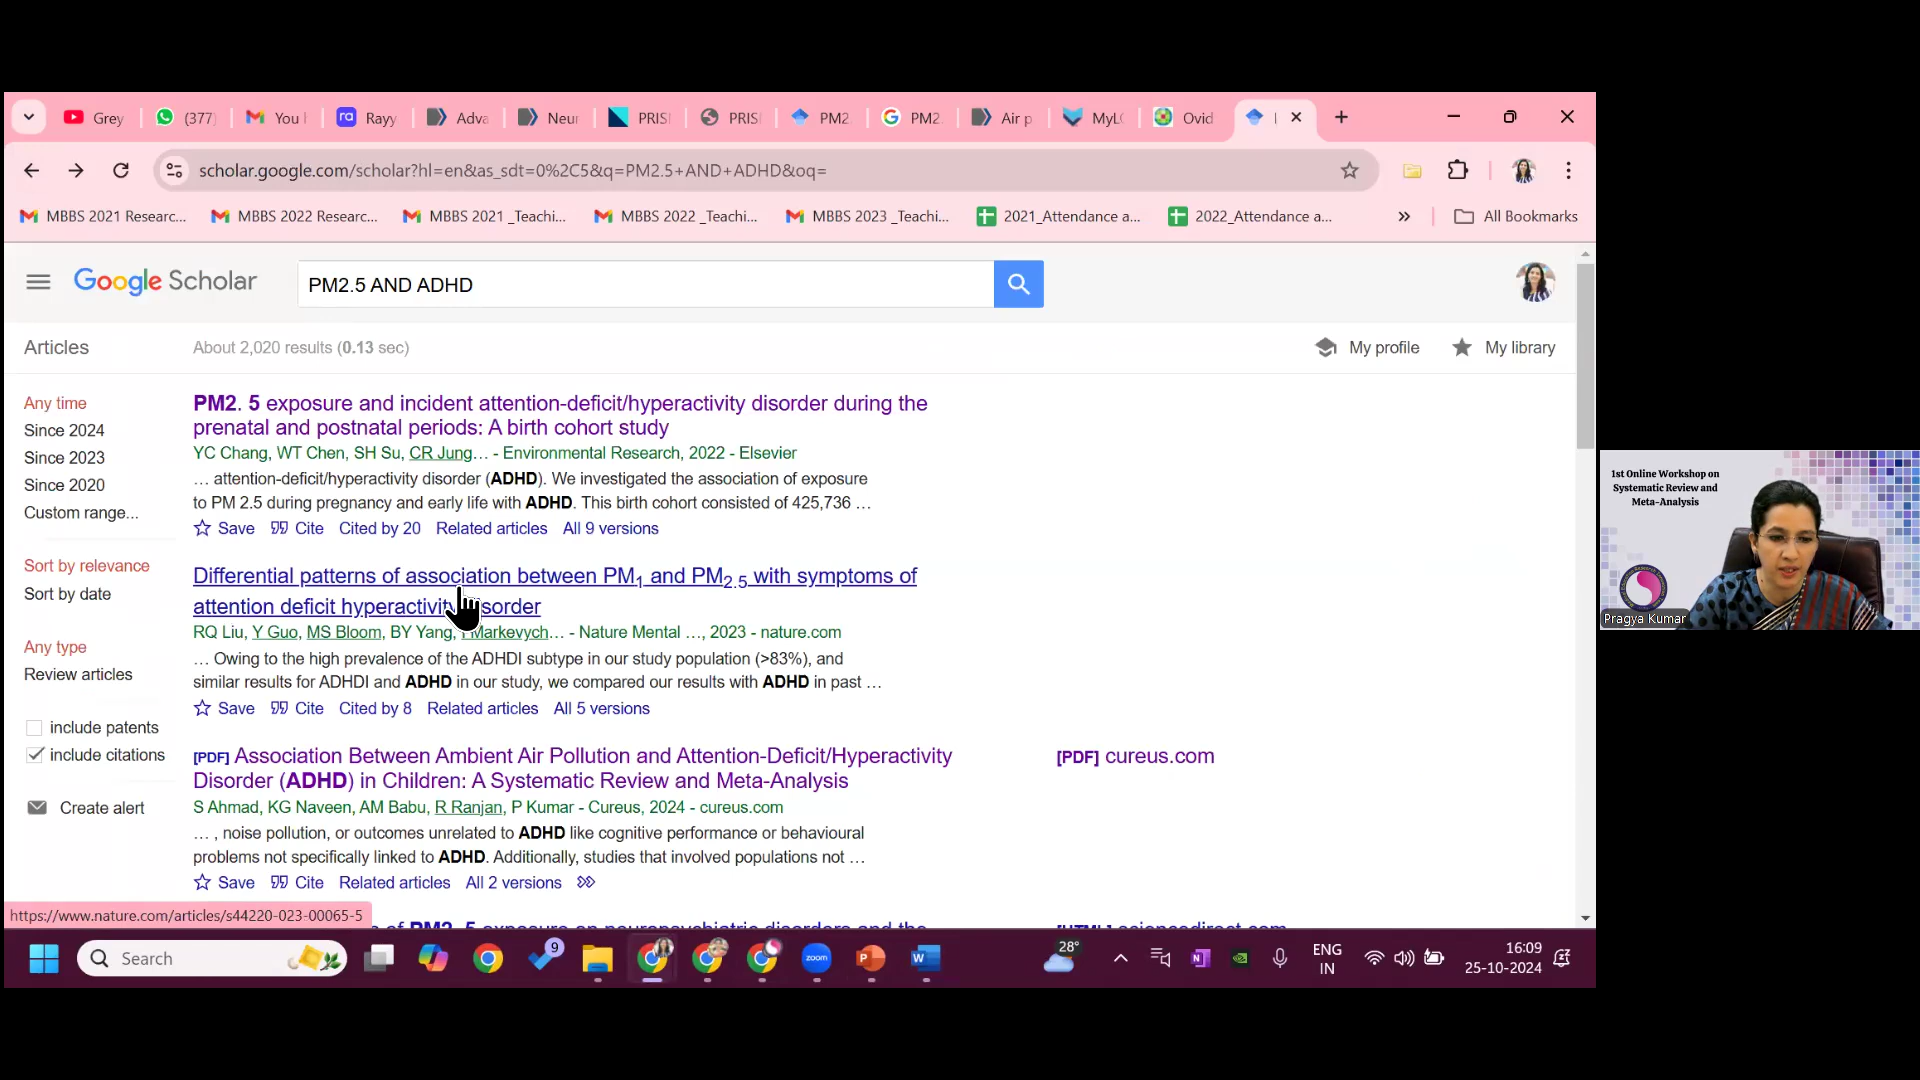 Grey
(377)
You
Rayy
Adva
Neur
PRIS
PRIS
PM2
PM2.
Air p
MyL
Ovid
scholar.google.com/scholar?hl=en&as_sdt=0%2C5&q=PM2.5+AND+ADHD&oq=
MBBS 2021 Researc...
MBBS 2022 Researc...
MBBS 2021 _Teachi...
MBBS 2022 _Teachi...
MBBS 2023 _Teachi...
2021_Attendance a...
2022_Attendance a...
All Bookmarks
Google Scholar
PM2.5 AND ADHD
Articles
About 2,020 results (0.13 sec)
My profile
My library
Any time
Since 2024
Since 2023
Since 2020
Custom range...
Sort by relevance
Sort by date
Any type
Review articles
include patents
include citations
Create alert
PM2. 5 exposure and incident attention-deficit/hyperactivity disorder during the
prenatal and postnatal periods: A birth cohort study
YC Chang, WT Chen, SH Su, CR Jung… - Environmental Research, 2022 - Elsevier
… attention-deficit/hyperactivity disorder (ADHD). We investigated the association of exposure
to PM 2.5 during pregnancy and early life with ADHD. This birth cohort consisted of 425,736 …
Save Cite Cited by 20 Related articles All 9 versions
Differential patterns of association between PM1 and PM2.5 with symptoms of
attention deficit hyperactivity disorder
RQ Liu, Y Guo, MS Bloom, BY Yang, I Markevych… - Nature Mental …, 2023 - nature.com
… Owing to the high prevalence of the ADHDI subtype in our study population (>83%), and
similar results for ADHDI and ADHD in our study, we compared our results with ADHD in past …
Save Cite Cited by 8 Related articles All 5 versions
[PDF] Association Between Ambient Air Pollution and Attention-Deficit/Hyperactivity
Disorder (ADHD) in Children: A Systematic Review and Meta-Analysis
S Ahmad, KG Naveen, AM Babu, R Ranjan, P Kumar - Cureus, 2024 - cureus.com
… , noise pollution, or outcomes unrelated to ADHD like cognitive performance or behavioural
problems not specifically linked to ADHD. Additionally, studies that involved populations not …
Save Cite Related articles All 2 versions
[PDF] cureus.com
of PM2. 5 exposure on neuropsychiatric disorders and the
[HTML] sciencedirect.com
https://www.nature.com/articles/s44220-023-00065-5
Search
9
zoom
28°
ENG
IN
16:09
25-10-2024
1st Online Workshop on
Systematic Review and
Meta-Analysis
Pragya Kumar